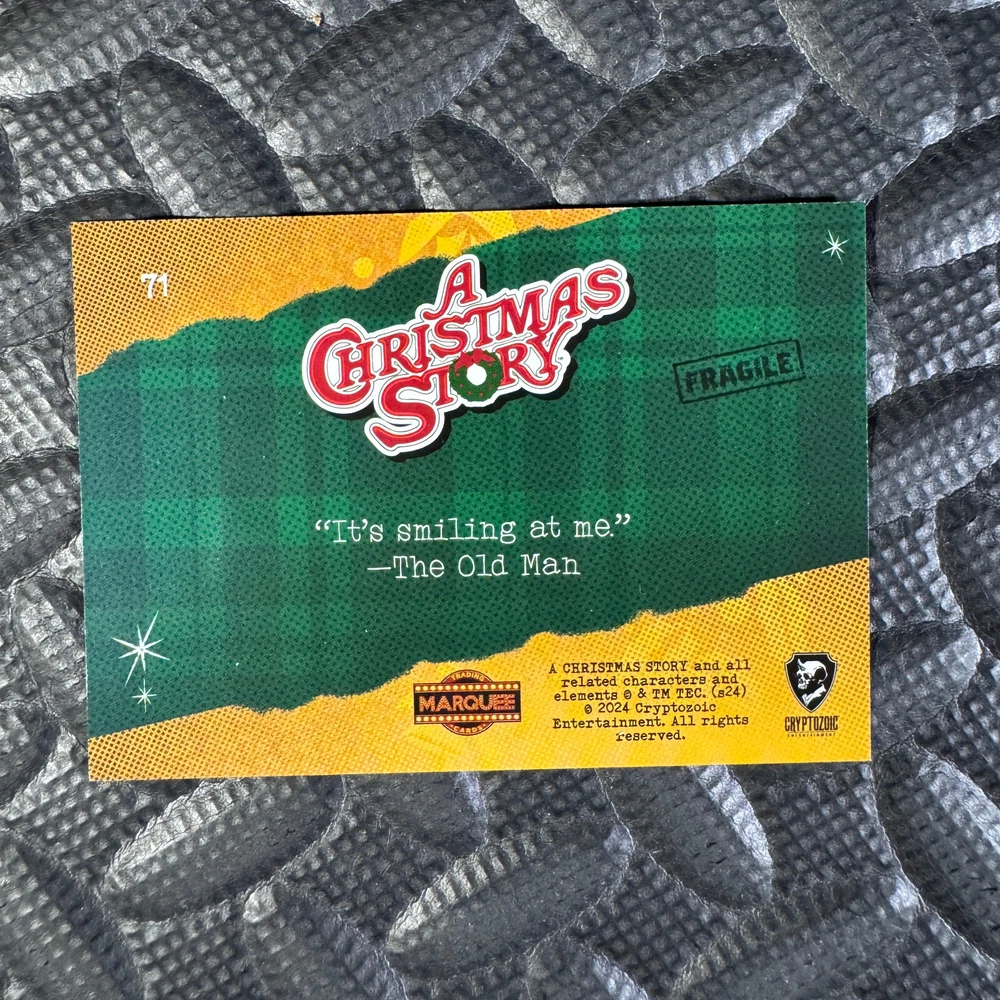 71
A
CHRISTMAS
STORY
FRAGILE
“It’s smiling at me.”
—The Old Man
TRADING
MARQUEE
CARDS
A CHRISTMAS STORY and all
related characters and
elements © & TM TEC. (s24)
© 2024 Cryptozoic
Entertainment. All rights
reserved.
CRYPTOZOIC
entertainment